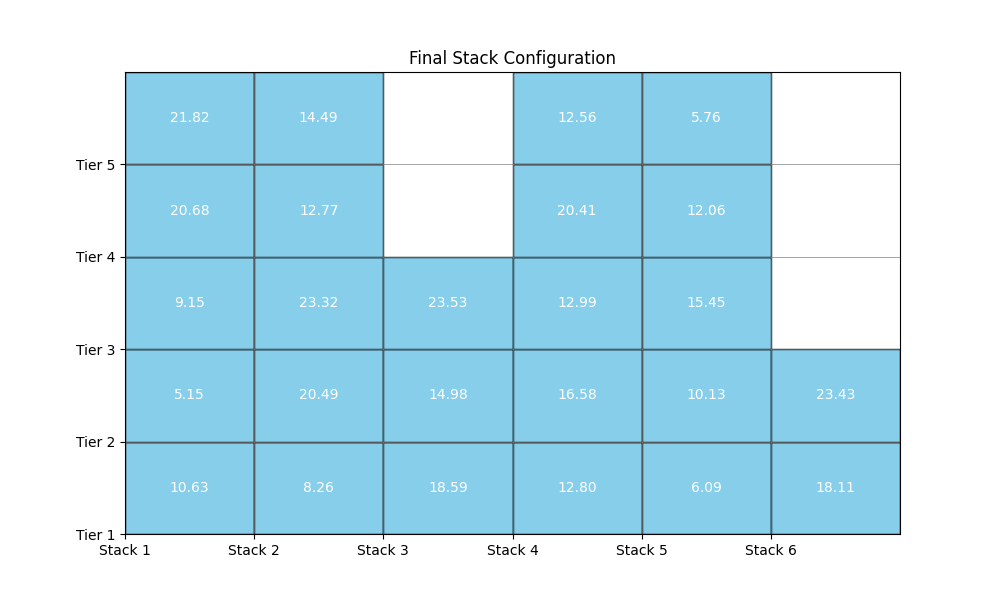 Final Stack Configuration
21.82 14.49 12.56 5.76
Tier 5
20.68 12.77 20.41 12.06
Tier 4
9.15 23.32 23.53 12.99 15.45
Tier 3
5.15 20.49 14.98 16.58 10.13 23.43
Tier 2
10.63 8.26 18.59 12.80 6.09 18.11
Tier 1
Stack 1 Stack 2 Stack 3 Stack 4 Stack 5 Stack 6